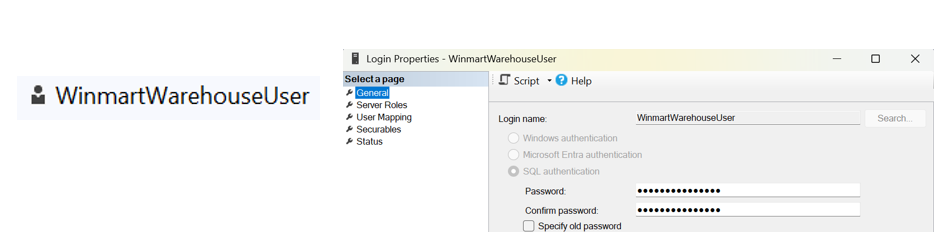 WinmartWarehouseUser
Login Properties - WinmartWarehouseUser
Select a page
General
Server Roles
User Mapping
Securables
Status
Script
Help
Login name: WinmartWarehouseUser Search...
Windows authentication
Microsoft Entra authentication
SQL authentication
Password: ●●●●●●●●●●●●●●●
Confirm password: ●●●●●●●●●●●●●●●
Specify old password